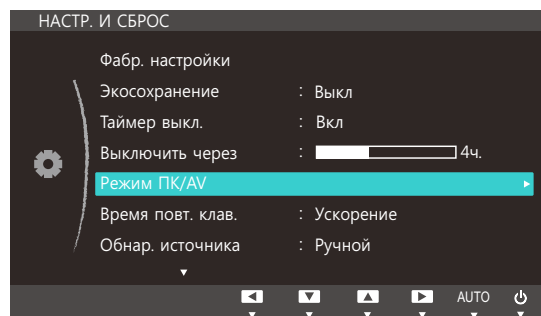 НАСТР. И СБРОС
Фабр. настройки
Экосохранение : Выкл
Таймер выкл. : Вкл
Выключить через : 4ч.
Режим ПК/AV
Время повт. клав. : Ускорение
Обнар. источника : Ручной
AUTO